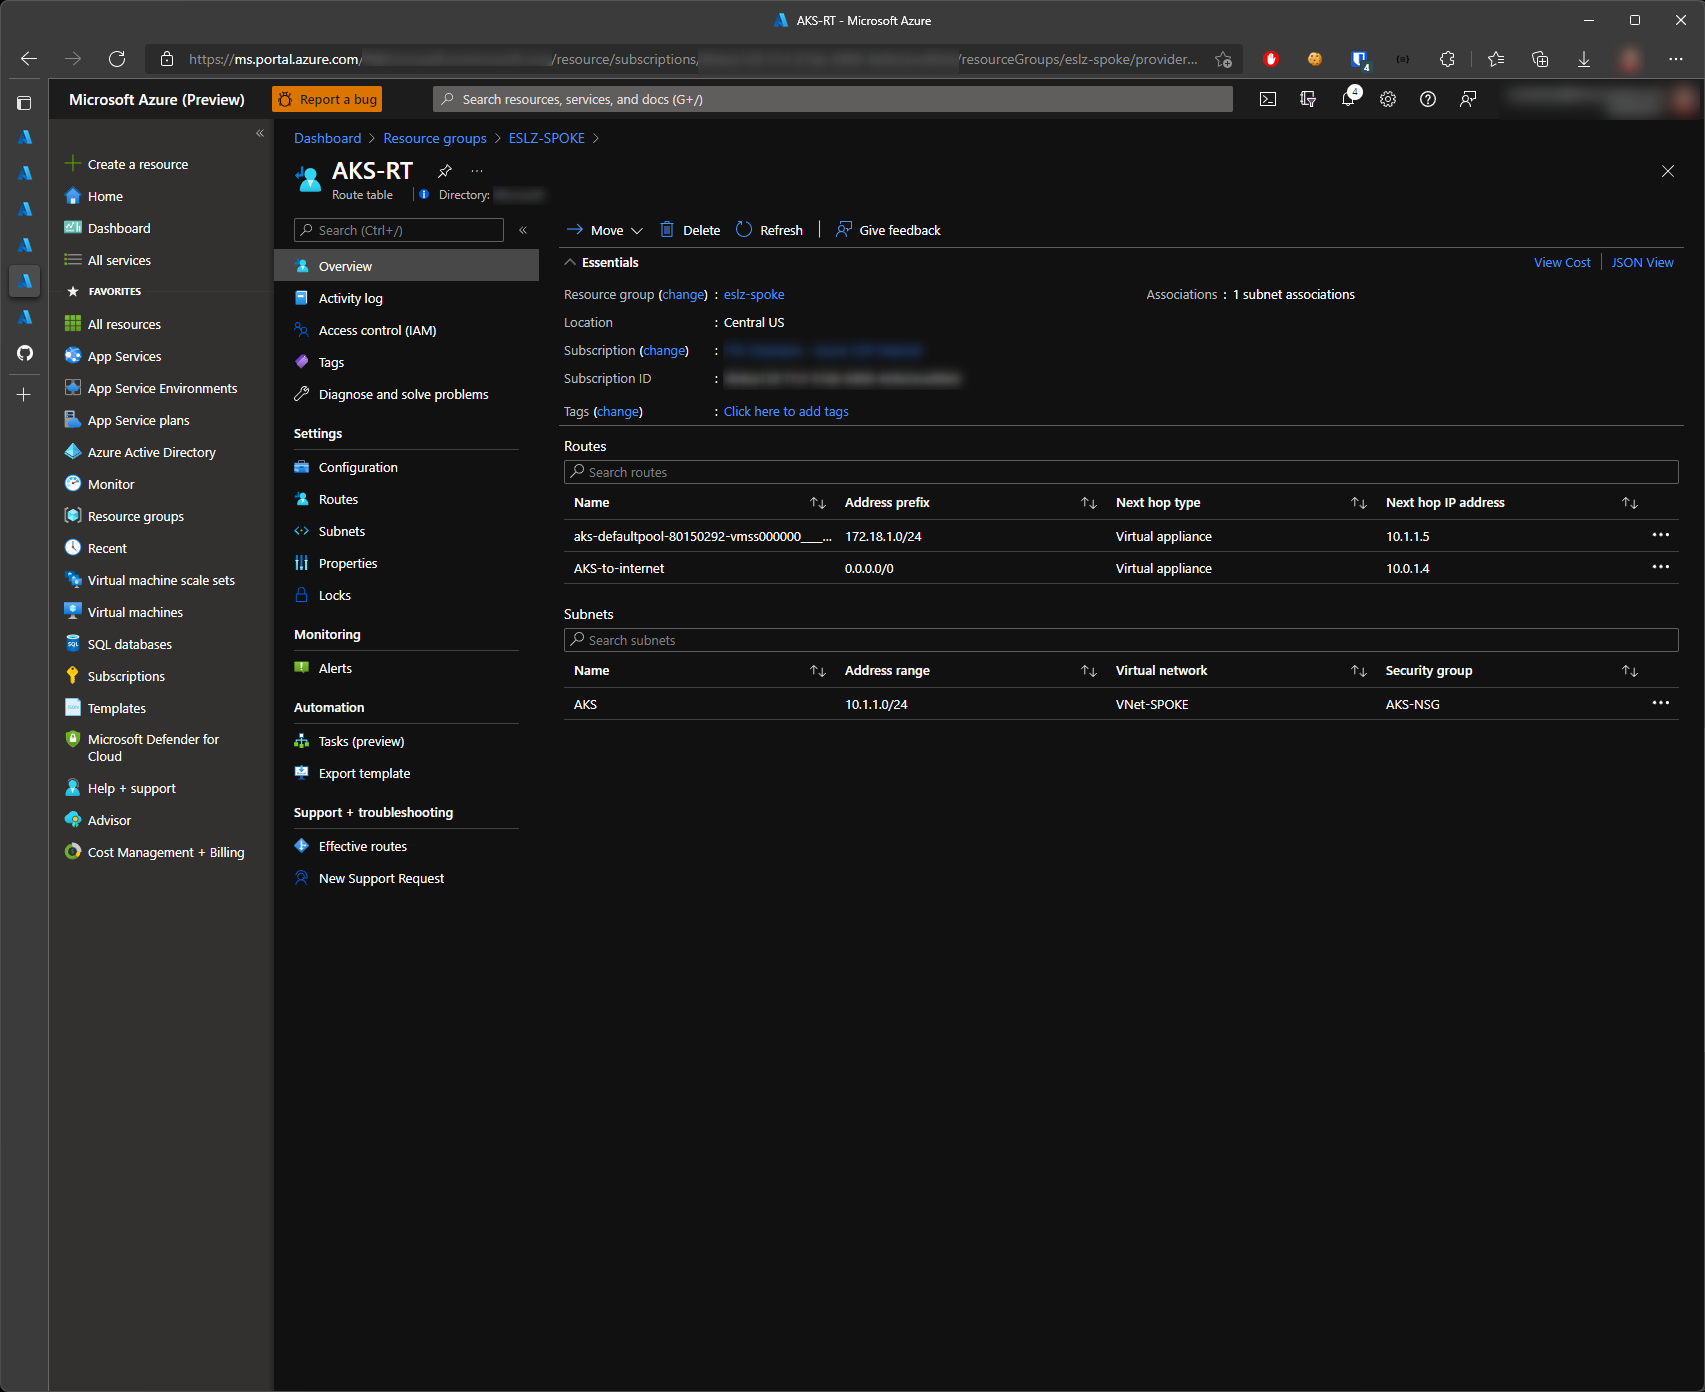 AKS-RT - Microsoft Azure
https://ms.portal.azure.com/ /resource/subscriptions/ /resourceGroups/eslz-spoke/provider...
4
Microsoft Azure (Preview)
Report a bug
Search resources, services, and docs (G+/)
4
«
Create a resource
Home
Dashboard
All services
FAVORITES
All resources
App Services
App Service Environments
App Service plans
Azure Active Directory
Monitor
Resource groups
Recent
Virtual machine scale sets
Virtual machines
SQL databases
Subscriptions
Templates
Microsoft Defender for
Cloud
Help + support
Advisor
Cost Management + Billing
Dashboard > Resource groups > ESLZ-SPOKE >
AKS-RT
...
Route table
Directory:
Search (Ctrl+/)
«
Overview
Activity log
Access control (IAM)
Tags
Diagnose and solve problems
Settings
Configuration
Routes
Subnets
Properties
Locks
Monitoring
Alerts
Automation
Tasks (preview)
Export template
Support + troubleshooting
Effective routes
New Support Request
Move
Delete
Refresh
Give feedback
Essentials
View Cost
JSON View
Resource group (change) : eslz-spoke
Associations : 1 subnet associations
Location : Central US
Subscription (change) :
Subscription ID :
Tags (change) : Click here to add tags
Routes
Search routes
Name Address prefix Next hop type Next hop IP address
aks-defaultpool-80150292-vmss000000___... 172.18.1.0/24 Virtual appliance 10.1.1.5
AKS-to-internet 0.0.0.0/0 Virtual appliance 10.0.1.4
Subnets
Search subnets
Name Address range Virtual network Security group
AKS 10.1.1.0/24 VNet-SPOKE AKS-NSG